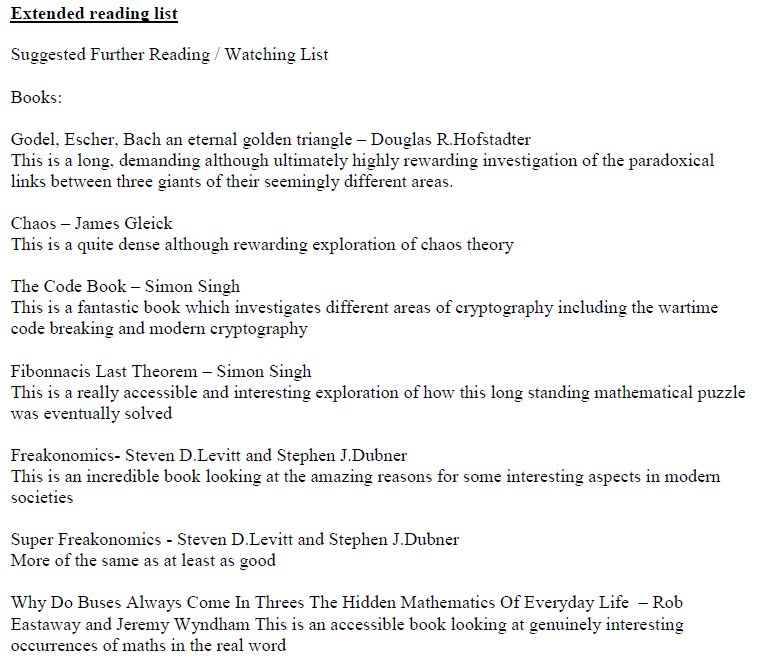 Extended reading list
Suggested Further Reading / Watching List
Books:
Godel, Escher, Bach an eternal golden triangle – Douglas R.Hofstadter
This is a long, demanding although ultimately highly rewarding investigation of the paradoxical
links between three giants of their seemingly different areas.
Chaos – James Gleick
This is a quite dense although rewarding exploration of chaos theory
The Code Book – Simon Singh
This is a fantastic book which investigates different areas of cryptography including the wartime
code breaking and modern cryptography
Fibonnacis Last Theorem – Simon Singh
This is a really accessible and interesting exploration of how this long standing mathematical puzzle
was eventually solved
Freakonomics- Steven D.Levitt and Stephen J.Dubner
This is an incredible book looking at the amazing reasons for some interesting aspects in modern
societies
Super Freakonomics - Steven D.Levitt and Stephen J.Dubner
More of the same as at least as good
Why Do Buses Always Come In Threes The Hidden Mathematics Of Everyday Life – Rob
Eastaway and Jeremy Wyndham This is an accessible book looking at genuinely interesting
occurrences of maths in the real word